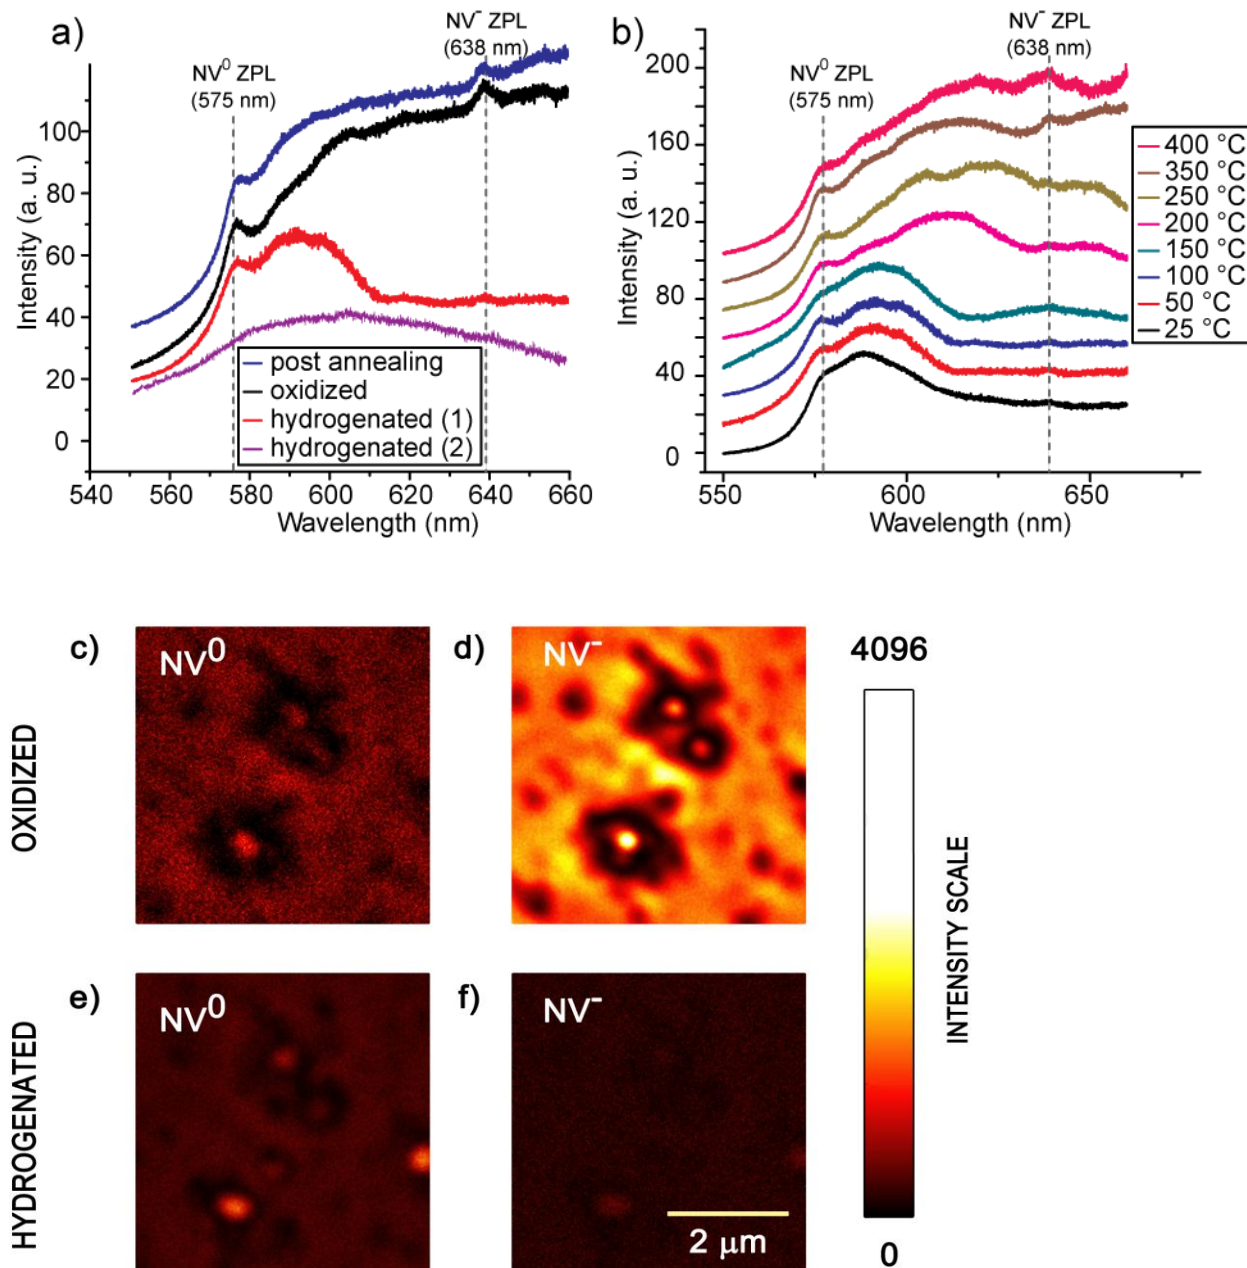 a)
NV⁰ ZPL
(575 nm)
NV⁻ ZPL
(638 nm)
100
80
60
40
20
0
Intensity (a. u.)
540 560 580 600 620 640 660
Wavelength (nm)
post annealing
oxidized
hydrogenated (1)
hydrogenated (2)
b)
NV⁰ ZPL
(575 nm)
NV⁻ ZPL
(638 nm)
200
160
120
80
40
0
Intensity (a. u.)
550 600 650
Wavelength (nm)
400 °C
350 °C
250 °C
200 °C
150 °C
100 °C
50 °C
25 °C
OXIDIZED
c)
NV⁰
d)
NV⁻
HYDROGENATED
e)
NV⁰
f)
NV⁻
2 μm
4096
INTENSITY SCALE
0